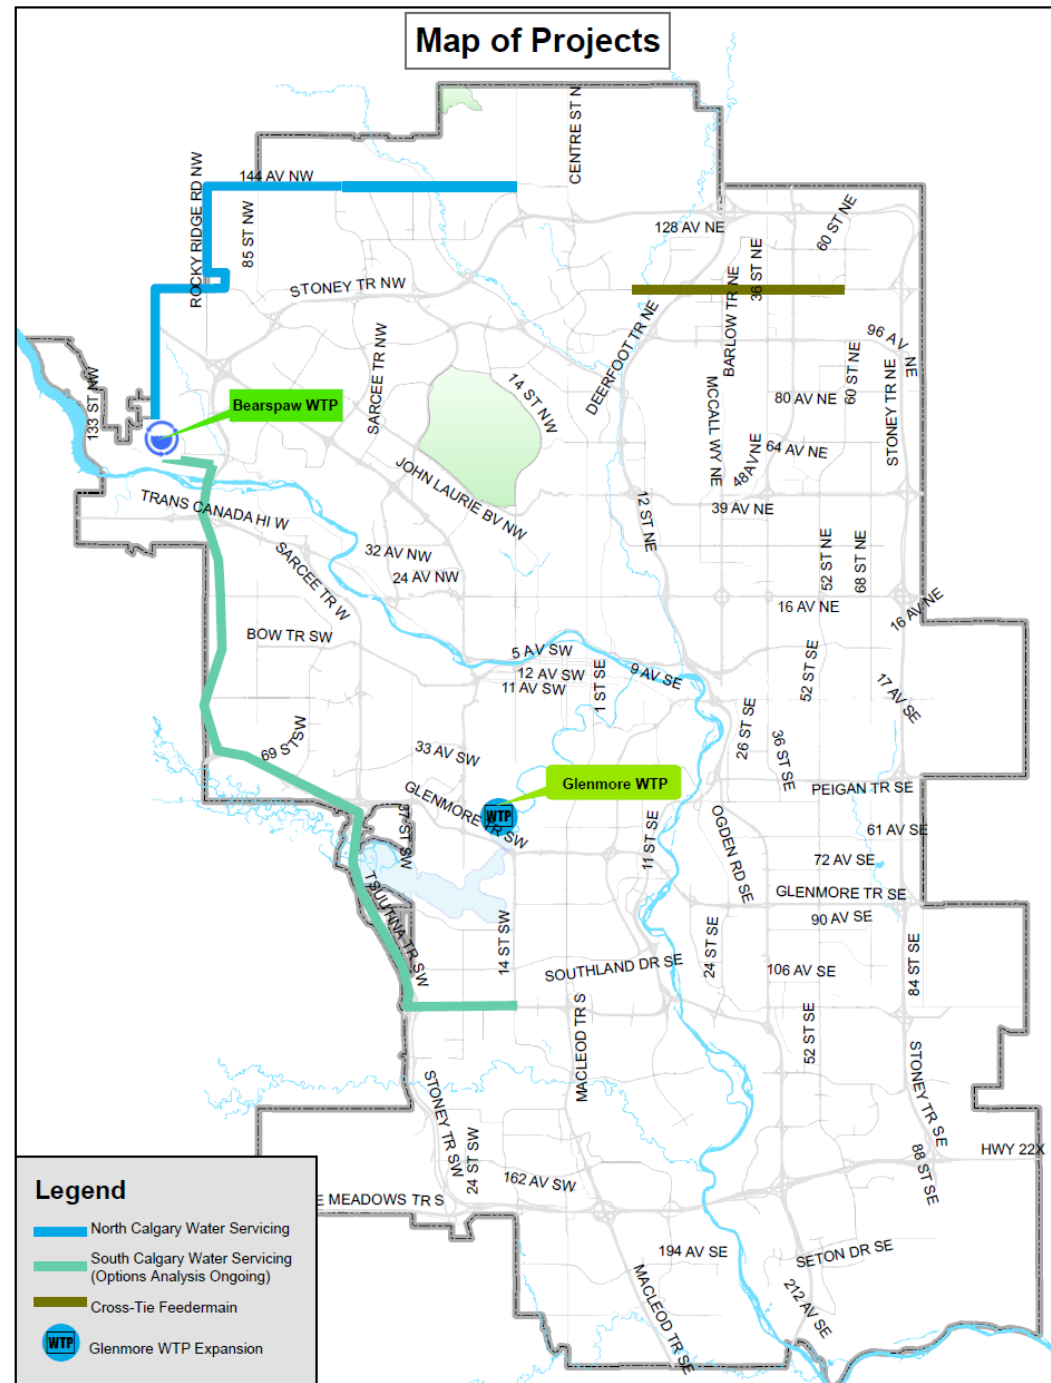 Map of Projects
CENTRE ST N
144 AV NW
ROCKY RIDGE RD NW
85 ST NW
128 AV NE
60 ST NE
36 ST NE
BARLOW TR NE
STONEY TR NW
DEERFOOT TR NE
96 AV NE
SARCEE TR NW
14 ST NW
MCCALL WY NE
80 AV NE
60 ST NE
STONEY TR NE
133 ST NW
Bearspaw WTP
64 AV NE
48 AV NE
JOHN LAURIE BV NW
TRANS CANADA HI W
12 ST NE
39 AV NE
32 AV NW
24 AV NW
SARCEE TR W
52 ST NE
68 ST NE
16 AV NE
16 AV NE
BOW TR SW
5 AV SW
12 AV SW
11 AV SW
1 ST SE
9 AV SE
52 ST SE
17 AV SE
26 ST SE
36 ST SE
69 ST SW
33 AV SW
Glenmore WTP
PEIGAN TR SE
GLENMORE TR SW
WTP
37 ST SW
11 ST SE
OGDEN RD SE
61 AV SE
72 AV SE
GLENMORE TR SE
90 AV SE
TSUUT'INA TR SW
14 ST SW
SOUTHLAND DR SE
24 ST SE
106 AV SE
84 ST SE
MACLEOD TR S
52 ST SE
STONEY TR SW
24 ST SW
STONEY TR SE
HWY 22X
88 ST SE
162 AV SW
E MEADOWS TR S
194 AV SE
SETON DR SE
MACLEOD TR SE
212 AV SE
Legend
North Calgary Water Servicing
South Calgary Water Servicing
(Options Analysis Ongoing)
Cross-Tie Feedermain
WTP
Glenmore WTP Expansion